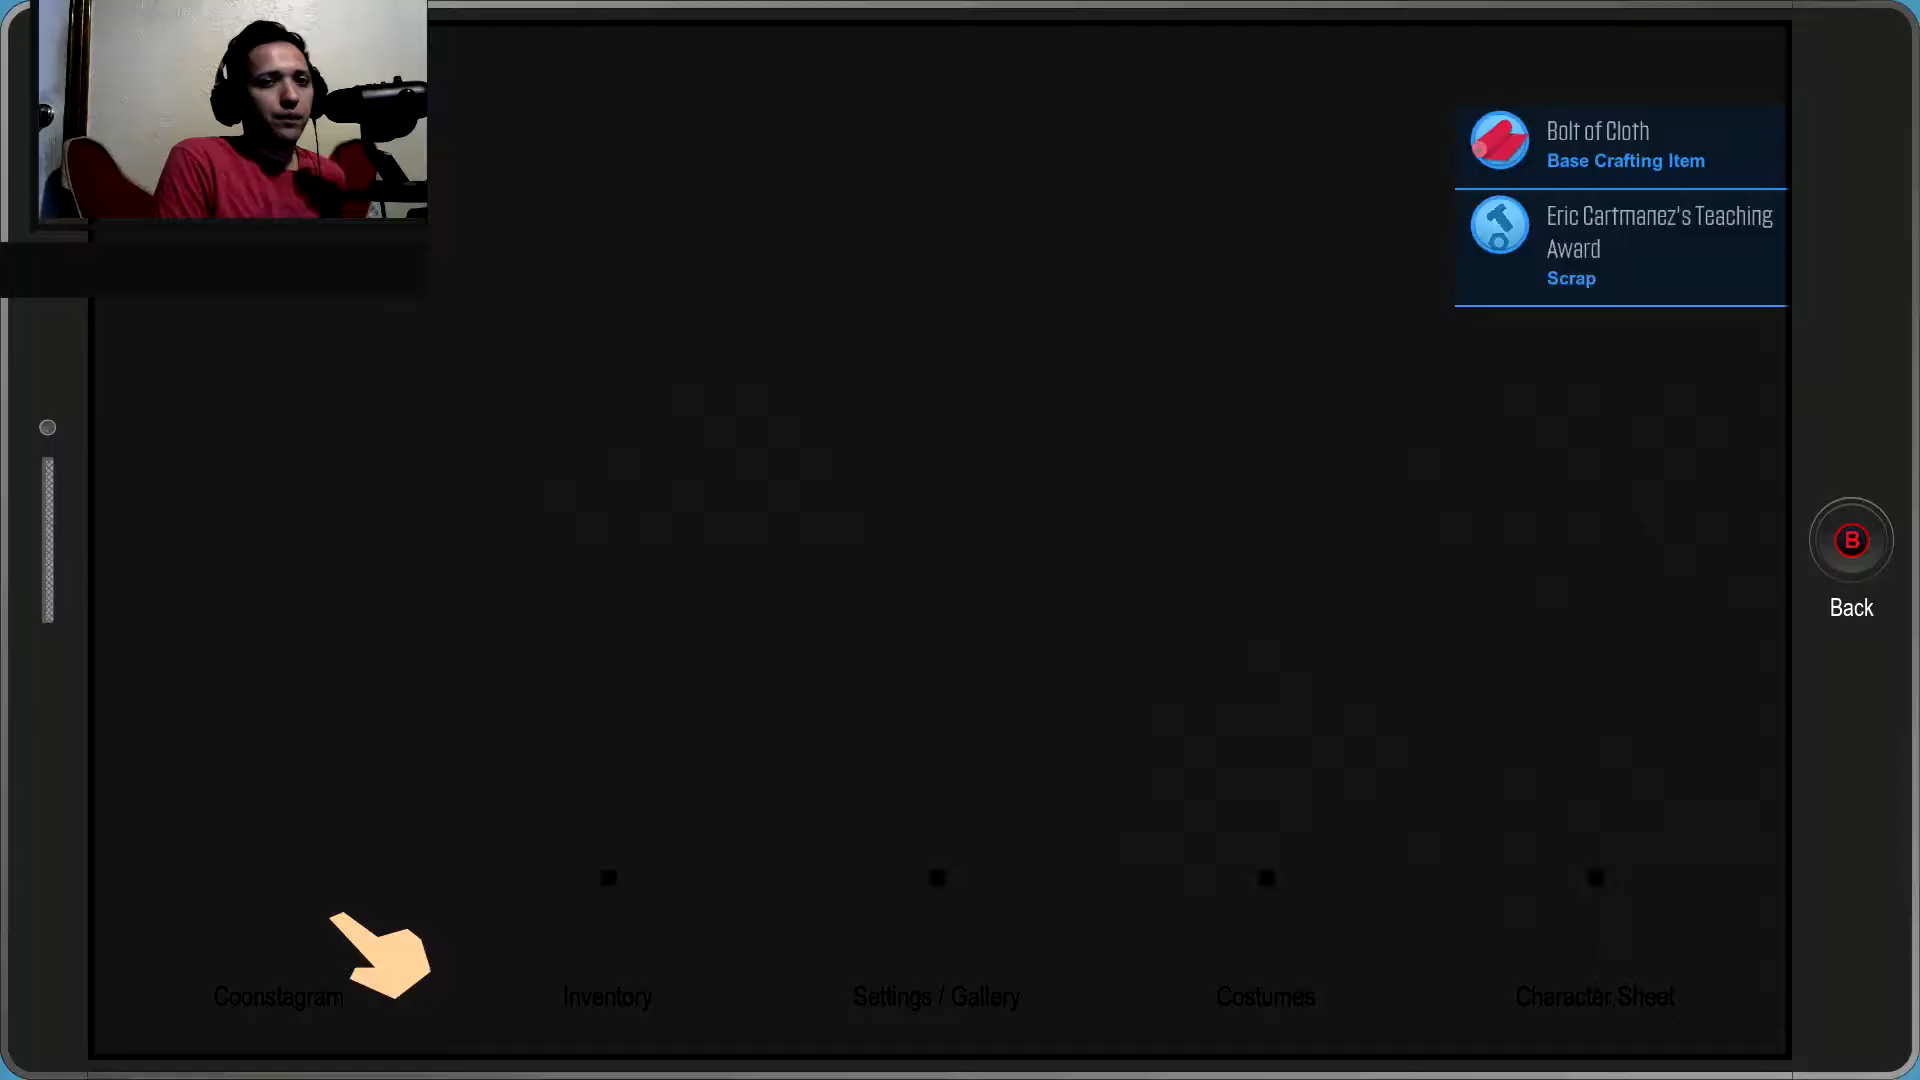 Bolt of Cloth
Base Crafting Item
Eric Cartmanez's Teaching
Award
Scrap
B
Back
Coonstagram
Inventory
Settings / Gallery
Costumes
Character Sheet